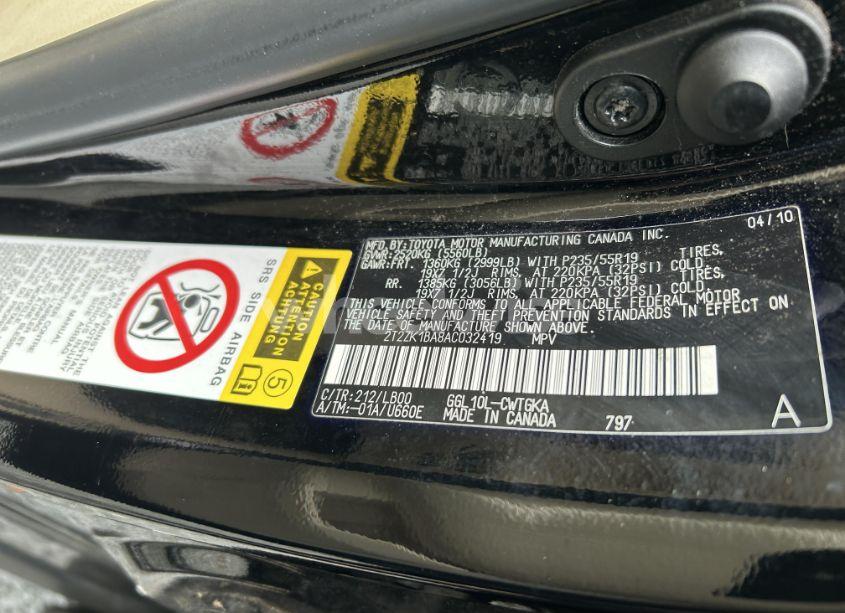 04/10
MFD.BY:TOYOTA MOTOR MANUFACTURING CANADA INC.
GVWR:2520KG (5560LB)
GAWR:FRT. 1360KG (2999LB) WITH P235/55R19 TIRES,
19X7 1/2J RIMS, AT 220KPA (32PSI) COLD
RR. 1385KG (3056LB) WITH P235/55R19 TIRES,
19X7 1/2J RIMS, AT 220KPA (32PSI) COLD.
THIS VEHICLE CONFORMS TO ALL APPLICABLE FEDERAL MOTOR
VEHICLE SAFETY AND THEFT PREVENTION STANDARDS IN EFFECT ON
THE DATE OF MANUFACTURE SHOWN ABOVE.
2T2ZK1BA8AC032419 MPV
C/TR:212/LB00 GGL10L-CWTGKA
A/TM:-01A/U660E MADE IN CANADA 797 A
SRS SIDE AIRBAG
CAUTION
ATTENTION
ACHTUNG
5